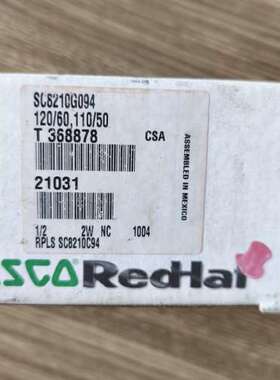 SC8210G094
120/60,110/50
T 368878 CSA
21031
1/2 2W NC 1004
RPLS SC8210C94
ASSEMBLED IN MEXICO
SCO RedHat